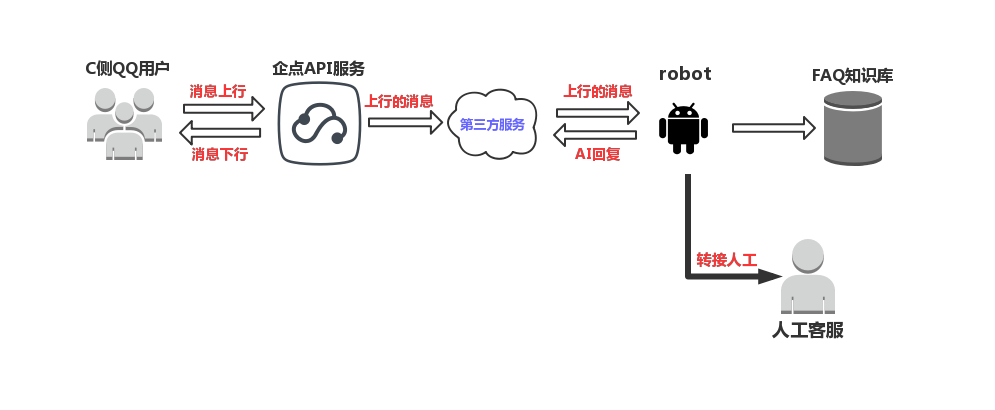 C侧QQ用户
企点API服务
robot
FAQ知识库
消息上行
上行的消息
上行的消息
第三方服务
消息下行
AI回复
转接人工
人工客服